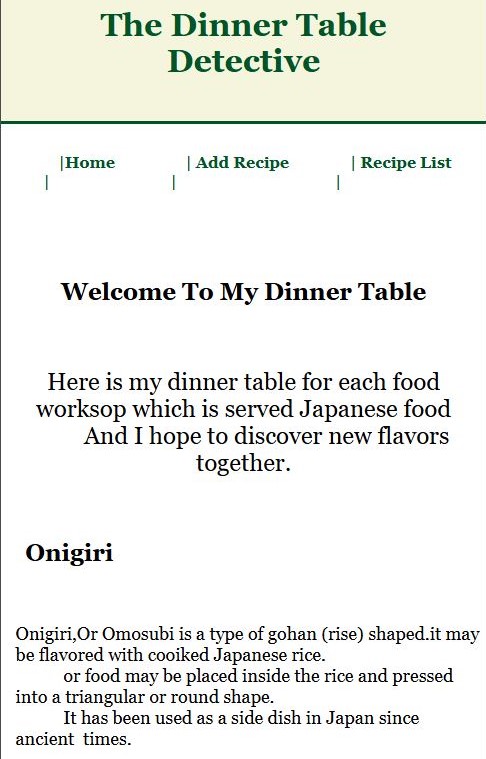 The Dinner Table
Detective
|Home | Add Recipe | Recipe List
| | |
Welcome To My Dinner Table
Here is my dinner table for each food
worksop which is served Japanese food
And I hope to discover new flavors
together.
Onigiri
Onigiri,Or Omosubi is a type of gohan (rise) shaped.it may
be flavored with cooiked Japanese rice.
or food may be placed inside the rice and pressed
into a triangular or round shape.
It has been used as a side dish in Japan since
ancient times.